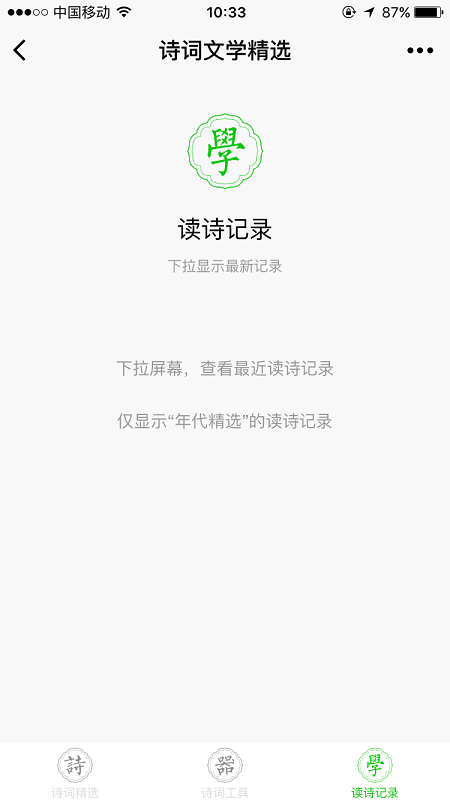 中国移动 10:33 87%
诗词文学精选
學
读诗记录
下拉显示最新记录
下拉屏幕，查看最近读诗记录
仅显示“年代精选”的读诗记录
詩 器 學
诗词精选 诗词工具 读诗记录